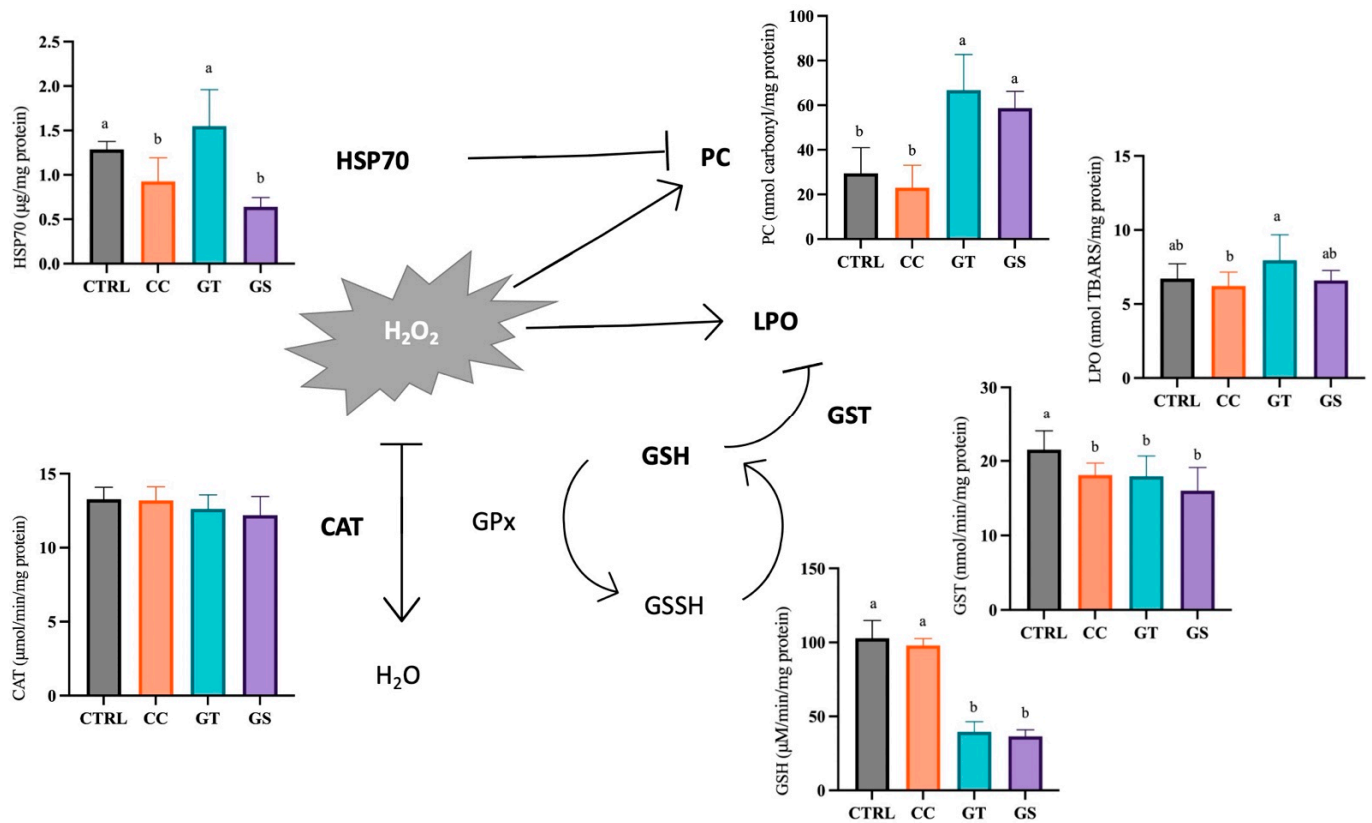 HSP70 (µg/mg protein)
2.5
2.0
1.5
1.0
0.5
0.0
a
b
a
b
CTRL CC GT GS
HSP70
PC
PC (nmol carbonyl/mg protein)
100
80
60
40
20
0
b
b
a
a
CTRL CC GT GS
H₂O₂
LPO
LPO (nmol TBARS/mg protein)
15
10
5
0
ab
b
a
ab
CTRL CC GT GS
GST
GSH
GST (nmol/min/mg protein)
30
20
10
0
a
b
b
b
CTRL CC GT GS
CAT (µmol/min/mg protein)
15
10
5
0
CTRL CC GT GS
CAT
GPx
GSSH
H₂O
GSH (µM/min/mg protein)
150
100
50
0
a
a
b
b
CTRL CC GT GS